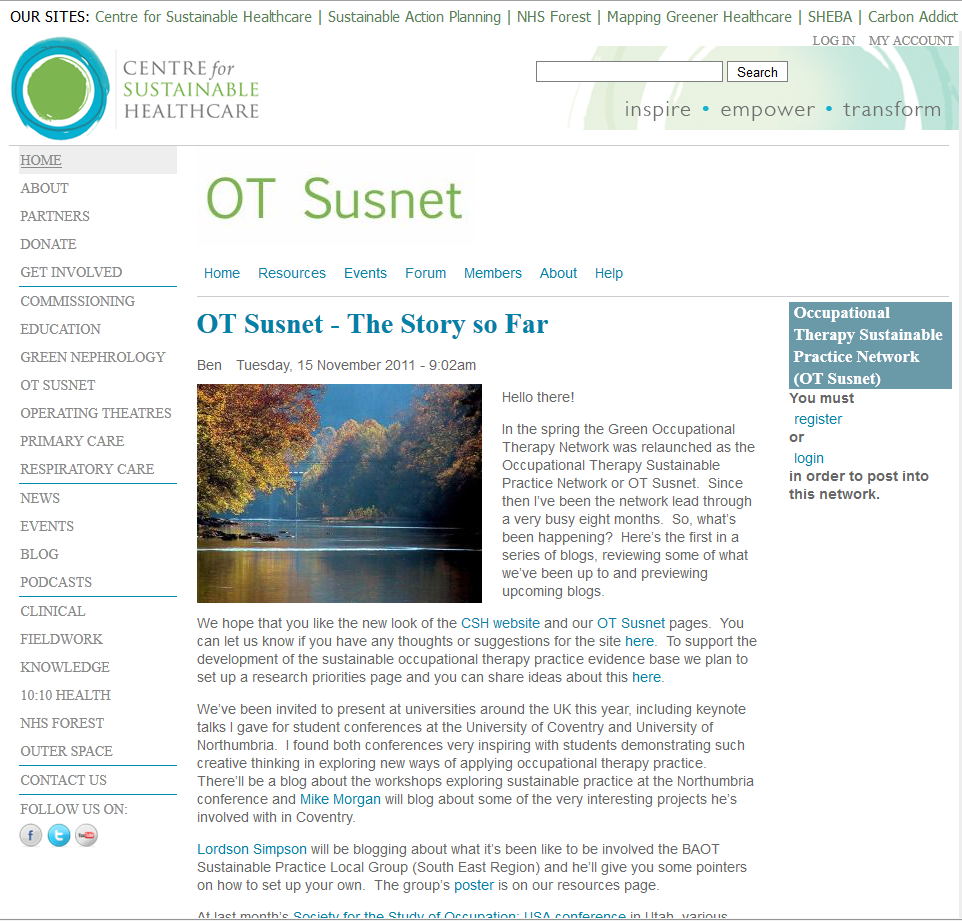 OUR SITES: Centre for Sustainable Healthcare | Sustainable Action Planning | NHS Forest | Mapping Greener Healthcare | SHEBA | Carbon Addict
LOG IN MY ACCOUNT
CENTRE for
SUSTAINABLE
HEALTHCARE
Search
inspire • empower • transform
HOME
ABOUT
PARTNERS
DONATE
GET INVOLVED
COMMISSIONING
EDUCATION
GREEN NEPHROLOGY
OT SUSNET
OPERATING THEATRES
PRIMARY CARE
RESPIRATORY CARE
NEWS
EVENTS
BLOG
PODCASTS
CLINICAL
FIELDWORK
KNOWLEDGE
10:10 HEALTH
NHS FOREST
OUTER SPACE
CONTACT US
FOLLOW US ON:
f
t
You Tube
OT Susnet
Home Resources Events Forum Members About Help
OT Susnet - The Story so Far
Ben Tuesday, 15 November 2011 - 9:02am
Hello there!
In the spring the Green Occupational
Therapy Network was relaunched as the
Occupational Therapy Sustainable
Practice Network or OT Susnet. Since
then I've been the network lead through
a very busy eight months. So, what's
been happening? Here's the first in a
series of blogs, reviewing some of what
we've been up to and previewing
upcoming blogs.
We hope that you like the new look of the CSH website and our OT Susnet pages. You
can let us know if you have any thoughts or suggestions for the site here. To support the
development of the sustainable occupational therapy practice evidence base we plan to
set up a research priorities page and you can share ideas about this here.
We've been invited to present at universities around the UK this year, including keynote
talks I gave for student conferences at the University of Coventry and University of
Northumbria. I found both conferences very inspiring with students demonstrating such
creative thinking in exploring new ways of applying occupational therapy practice.
There'll be a blog about the workshops exploring sustainable practice at the Northumbria
conference and Mike Morgan will blog about some of the very interesting projects he's
involved with in Coventry.
Lordson Simpson will be blogging about what it's been like to be involved the BAOT
Sustainable Practice Local Group (South East Region) and he'll give you some pointers
on how to set up your own. The group's poster is on our resources page.
At last month's Society for the Study of Occupation: USA conference in Utah, various
Occupational
Therapy Sustainable
Practice Network
(OT Susnet)
You must
register
or
login
in order to post into
this network.